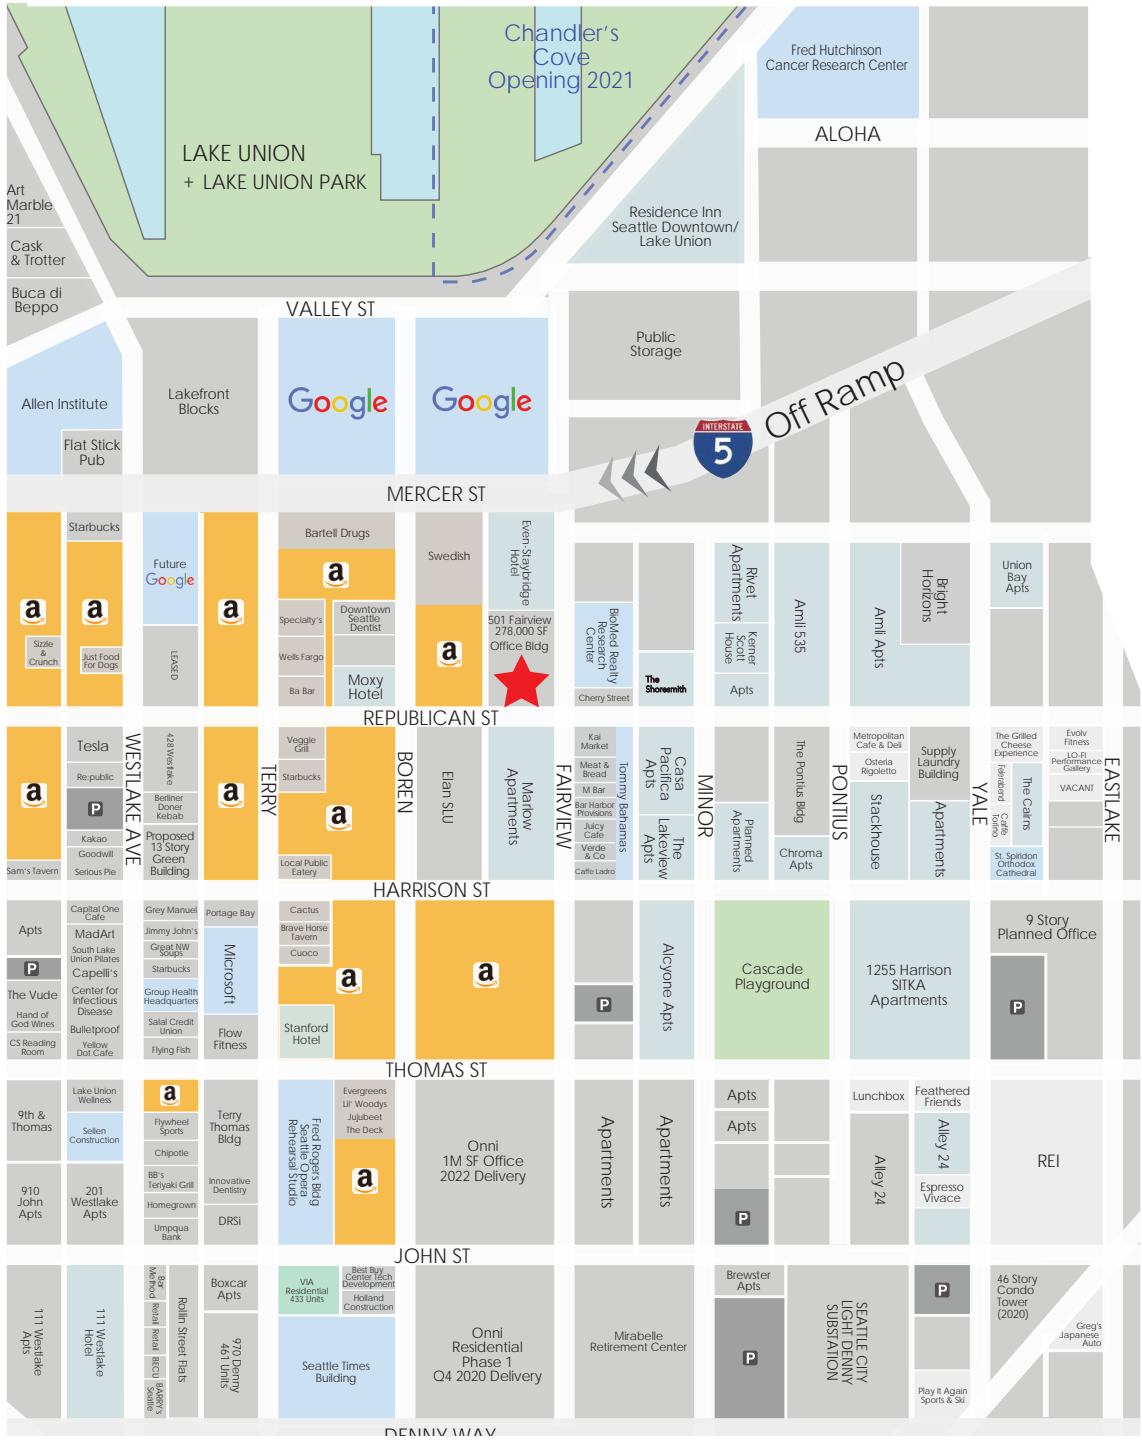 Chandler's
Cove
Opening 2021
Fred Hutchinson
Cancer Research Center
ALOHA
LAKE UNION
+ LAKE UNION PARK
Art
Marble
21
Cask
& Trotter
Buca di
Beppo
Residence Inn
Seattle Downtown/
Lake Union
VALLEY ST
Public
Storage
Allen Institute
Flat Stick
Pub
Lakefront
Blocks
Google
Google
INTERSTATE
5
Off Ramp
MERCER ST
Starbucks
a
a
Sizzle
&
Crunch
Just Food
For Dogs
Future
Google
LEASED
a
Bartell Drugs
a
Specialty's
Wells Fargo
Ba Bar
Downtown
Seattle
Dentist
Moxy
Hotel
Swedish
a
Even-Staybridge
Hotel
501 Fairview
278,000 SF
Office Bldg
BioMed Realty
Research
Center
Cherry Street
The
Shoresmith
Rivet
Apartments
Kerner
Scott
House
Apts
Amli 535
Amli Apts
Bright
Horizons
Union
Bay
Apts
REPUBLICAN ST
a
Sam's Tavern
Tesla
Re:public
P
Kakao
Goodwill
Serious Pie
WESTLAKE AVE
428 Westlake
Berliner
Doner
Kebab
Proposed
13 Story
Green
Building
a
TERRY
Veggie
Grill
Starbucks
Local Public
Eatery
BOREN
Elan SLU
Marlow
Apartments
FAIRVIEW
Kai
Market
Meat &
Bread
M Bar
Bar Harbor
Provisions
Juicy
Cafe
Verde
& Co
Caffe Ladro
Tommy Bahamas
Casa
Pacifica
Apts
The
Lakeview
Apts
MINOR
Planned
Apartments
The Pontius Bldg
Chroma
Apts
PONTIUS
Metropolitan
Cafe & Deli
Osteria
Rigoletto
Stackhouse
Supply
Laundry
Building
Apartments
YALE
The Grilled
Cheese
Experience
Feierabend
Caffe
Torino
The Cairns
St. Spiridon
Orthodox
Cathedral
Evolv
Fitness
LO-FI
Performance
Gallery
VACANT
EASTLAKE
HARRISON ST
Apts
P
The Vude
Hand of
God Wines
CS Reading
Room
Capital One
Cafe
MadArt
South Lake
Union Pilates
Capelli's
Center for
Infectious
Disease
Bulletproof
Yellow
Dot Cafe
Grey Manuel
Jimmy John's
Great NW
Soups
Starbucks
Group Health
Headquarters
Salal Credit
Union
Flying Fish
Portage Bay
Microsoft
Flow
Fitness
Cactus
Brave Horse
Tavern
Cuoco
a
Stanford
Hotel
a
P
Alcyone Apts
Cascade
Playground
1255 Harrison
SITKA
Apartments
9 Story
Planned Office
P
THOMAS ST
9th &
Thomas
910
John
Apts
Lake Union
Wellness
Sellen
Construction
201
Westlake
Apts
a
Flywheel
Sports
Chipotle
BB's
Teriyaki Grill
Homegrown
Umpqua
Bank
Terry
Thomas
Bldg
Innovative
Dentistry
DRSi
Fred Rogers Bldg
Seattle Opera
Rehearsal Studio
Evergreens
Lil' Woodys
Jujubeet
The Deck
a
Onni
1M SF Office
2022 Delivery
Apartments
Apartments
Apts
Apts
P
Lunchbox
Alley 24
Feathered
Friends
Alley 24
Espresso
Vivace
REI
JOHN ST
111 Westlake
Apts
111 Westlake
Hotel
Bar
Method
Retail
Retail
BECU
BARRY's
Seattle
Rollin Street Flats
Boxcar
Apts
970 Denny
461 Units
VIA
Residential
433 Units
Best Buy
Center Tech
Development
Holland
Construction
Seattle Times
Building
Onni
Residential
Phase 1
Q4 2020 Delivery
Mirabelle
Retirement Center
Brewster
Apts
P
SEATTLE CITY
LIGHT DENNY
SUBSTATION
P
Play It Again
Sports & Ski
46 Story
Condo
Tower
(2020)
Greg's
Japanese
Auto
DENNY WAY